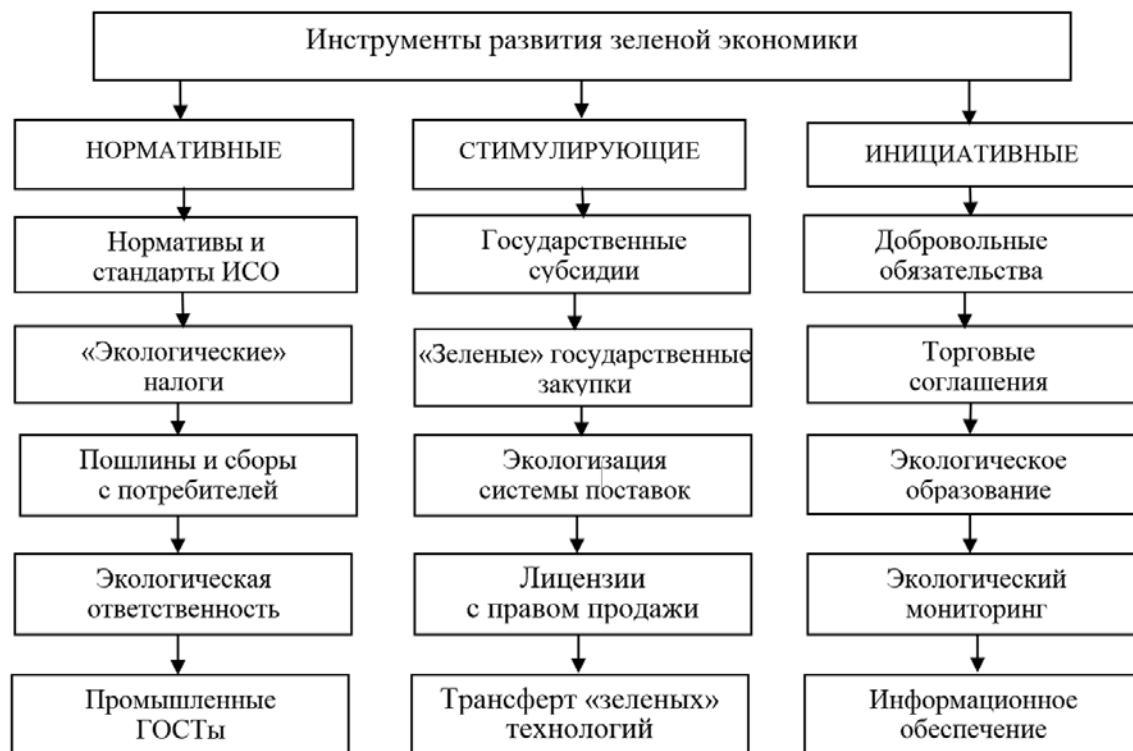 Инструменты развития зеленой экономики
НОРМАТИВНЫЕ
Нормативы и
стандарты ИСО
«Экологические»
налоги
Пошлины и сборы
с потребителей
Экологическая
ответственность
Промышленные
ГОСТы
СТИМУЛИРУЮЩИЕ
Государственные
субсидии
«Зеленые» государственные
закупки
Экологизация
системы поставок
Лицензии
с правом продажи
Трансферт «зеленых»
технологий
ИНИЦИАТИВНЫЕ
Добровольные
обязательства
Торговые
соглашения
Экологическое
образование
Экологический
мониторинг
Информационное
обеспечение